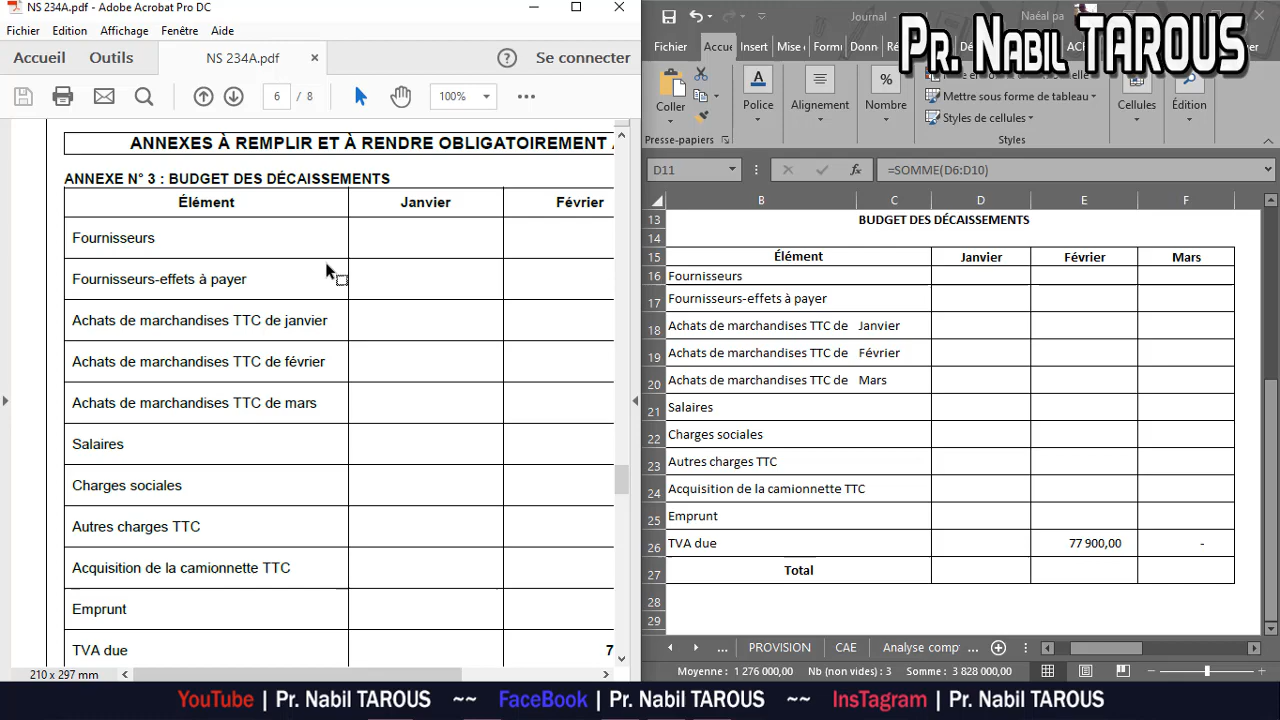 NS 234A.pdf - Adobe Acrobat Pro DC
Fichier Edition Affichage Fenêtre Aide
Accueil Outils NS 234A.pdf × ? Se connecter
6 / 8 100%
ANNEXES À REMPLIR ET À RENDRE OBLIGATOIREMENT
ANNEXE N° 3 : BUDGET DES DÉCAISSEMENTS
Élément Janvier Février
Fournisseurs
Fournisseurs-effets à payer
Achats de marchandises TTC de janvier
Achats de marchandises TTC de février
Achats de marchandises TTC de mars
Salaires
Charges sociales
Autres charges TTC
Acquisition de la camionnette TTC
Emprunt
TVA due 7
210 x 297 mm
Journal - Naéal pa
Pr. Nabil TAROUS
Fichier Accue Insert Mise Form Donn
Coller Police Alignement % Nombre Mettre sous forme de tableau Styles de cellules Cellules Édition
Presse-papiers Styles
D11 fx =SOMME(D6:D10)
B C D E F
13 BUDGET DES DÉCAISSEMENTS
14
15 Élément Janvier Février Mars
16 Fournisseurs
17 Fournisseurs-effets à payer
18 Achats de marchandises TTC de Janvier
19 Achats de marchandises TTC de Février
20 Achats de marchandises TTC de Mars
21 Salaires
22 Charges sociales
23 Autres charges TTC
24 Acquisition de la camionnette TTC
25 Emprunt
26 TVA due 77 900,00 -
27 Total
28
29
... PROVISION CAE Analyse comp ...
Moyenne : 1 276 000,00 Nb (non vides) : 3 Somme : 3 828 000,00
YouTube | Pr. Nabil TAROUS ~~ FaceBook | Pr. Nabil TAROUS ~~ InsTagram | Pr. Nabil TAROUS